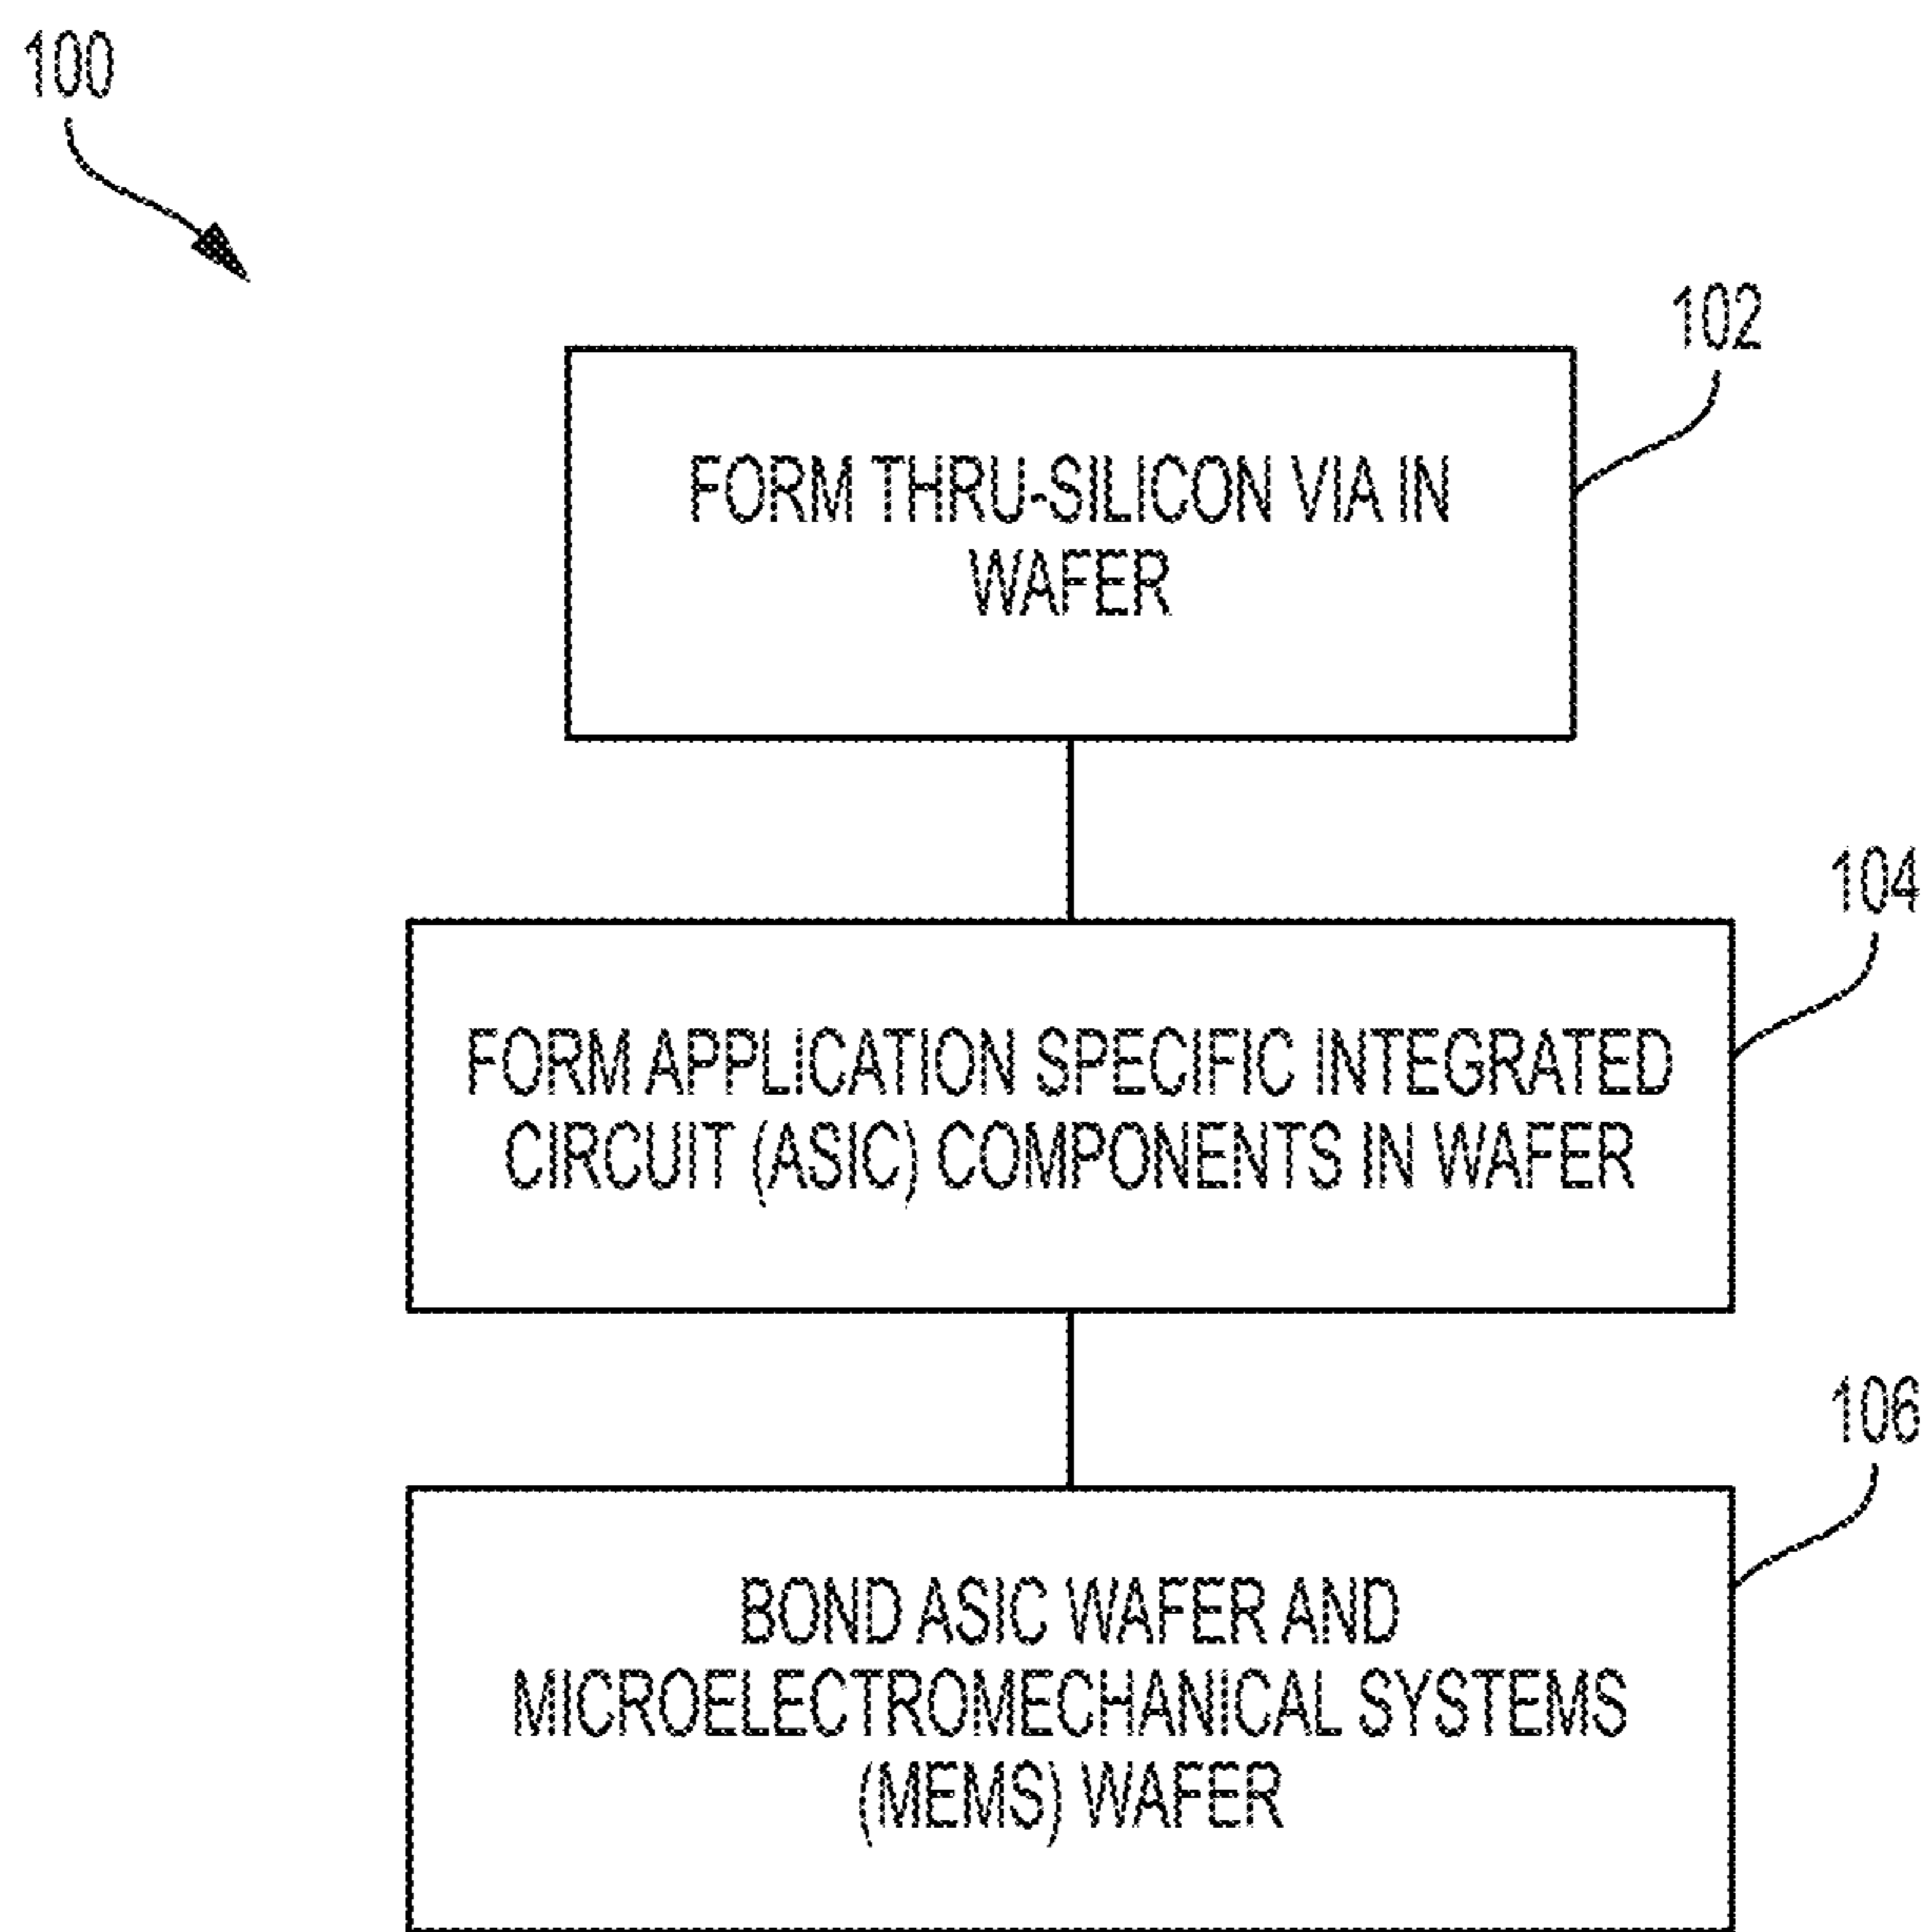 100
102
FORM THRU-SILICON VIA IN
WAFER
104
FORM APPLICATION SPECIFIC INTEGRATED
CIRCUIT (ASIC) COMPONENTS IN WAFER
106
BOND ASIC WAFER AND
MICROELECTROMECHANICAL SYSTEMS
(MEMS) WAFER